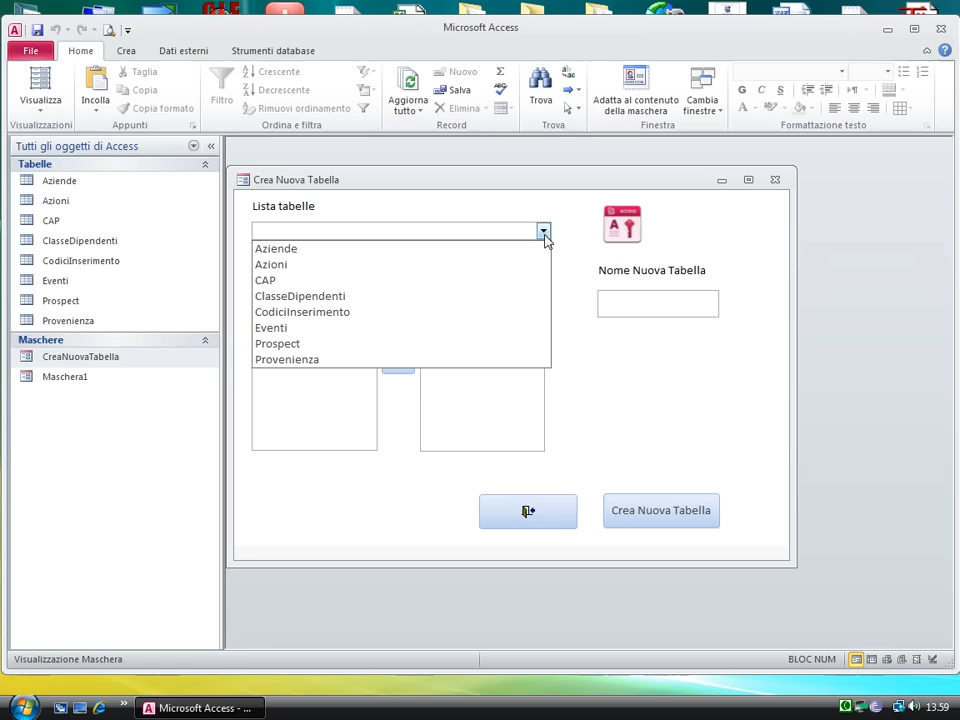 Microsoft Access
File
Home
Crea
Dati esterni
Strumenti database
Visualizza
Visualizzazioni
Incolla
Taglia
Copia
Copia formato
Appunti
Filtro
Crescente
Decrescente
Rimuovi ordinamento
Ordina e filtra
Aggiorna tutto
Nuovo
Salva
Elimina
Record
Trova
Trova
Adatta al contenuto della maschera
Cambia finestre
Finestra
G C S
Formattazione testo
Tutti gli oggetti di Access
Tabelle
Aziende
Azioni
CAP
ClasseDipendenti
CodiciInserimento
Eventi
Prospect
Provenienza
Maschere
CreaNuovaTabella
Maschera1
Crea Nuova Tabella
Lista tabelle
Aziende
Azioni
CAP
ClasseDipendenti
CodiciInserimento
Eventi
Prospect
Provenienza
access
A
Nome Nuova Tabella
Crea Nuova Tabella
Visualizzazione Maschera
BLOC NUM
Microsoft Access - ...
13.59